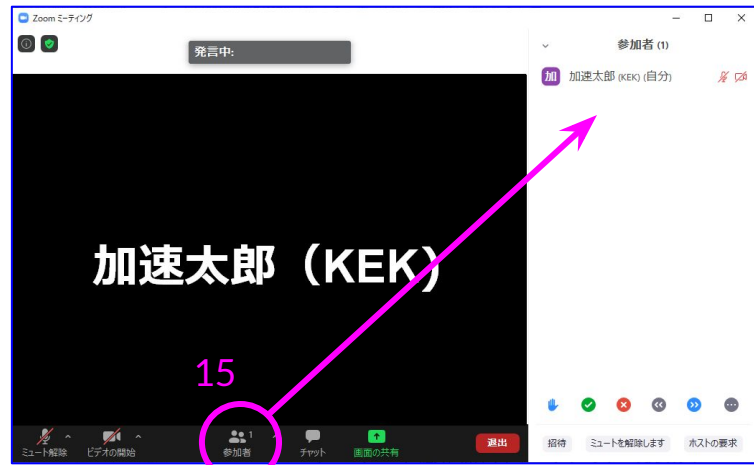 Zoom ミーティング
発言中:
参加者 (1)
加 加速太郎 (KEK) (自分)
加速太郎（KEK）
15
1
ミュート解除 ビデオの開始 参加者 チャット 画面の共有 退出
招待 ミュートを解除します ホストの要求